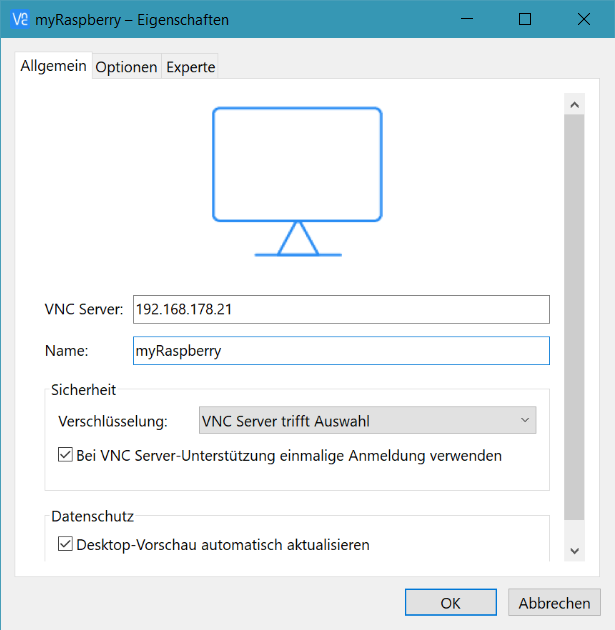 myRaspberry – Eigenschaften
Allgemein Optionen Experte
VNC Server: 192.168.178.21
Name: myRaspberry
Sicherheit
Verschlüsselung: VNC Server trifft Auswahl
Bei VNC Server-Unterstützung einmalige Anmeldung verwenden
Datenschutz
Desktop-Vorschau automatisch aktualisieren
OK Abbrechen